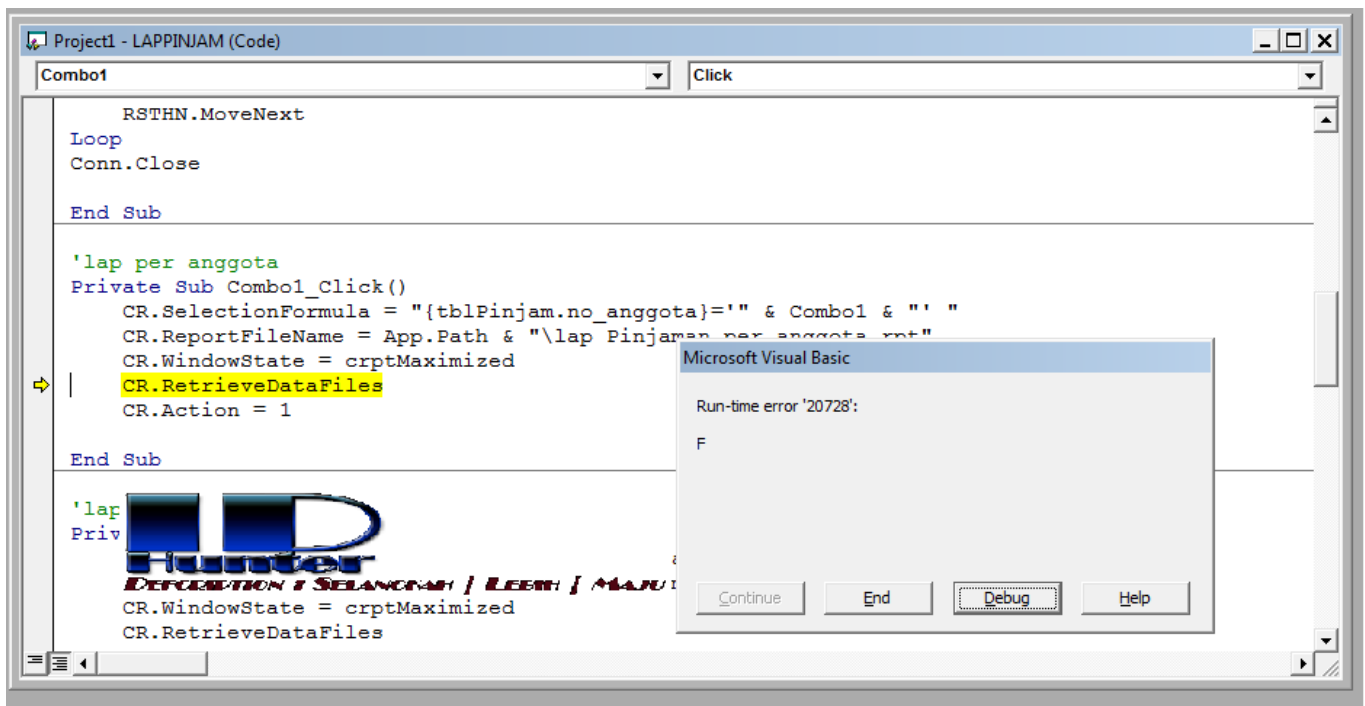 Project1 - LAPPINJAM (Code)
Combo1
Click
RSTHN.MoveNext
Loop
Conn.Close
End Sub
'lap per anggota
Private Sub Combo1_Click()
CR.SelectionFormula = "{tblPinjam.no_anggota}='" & Combo1 & "' "
CR.ReportFileName = App.Path & "\lap Pinjaman per anggota.rpt"
CR.WindowState = crptMaximized
CR.RetrieveDataFiles
CR.Action = 1
End Sub
Microsoft Visual Basic
Run-time error '20728':
F
Continue
End
Debug
Help
'lap
Priv
Hunter
CR.WindowState = crptMaximized
CR.RetrieveDataFiles